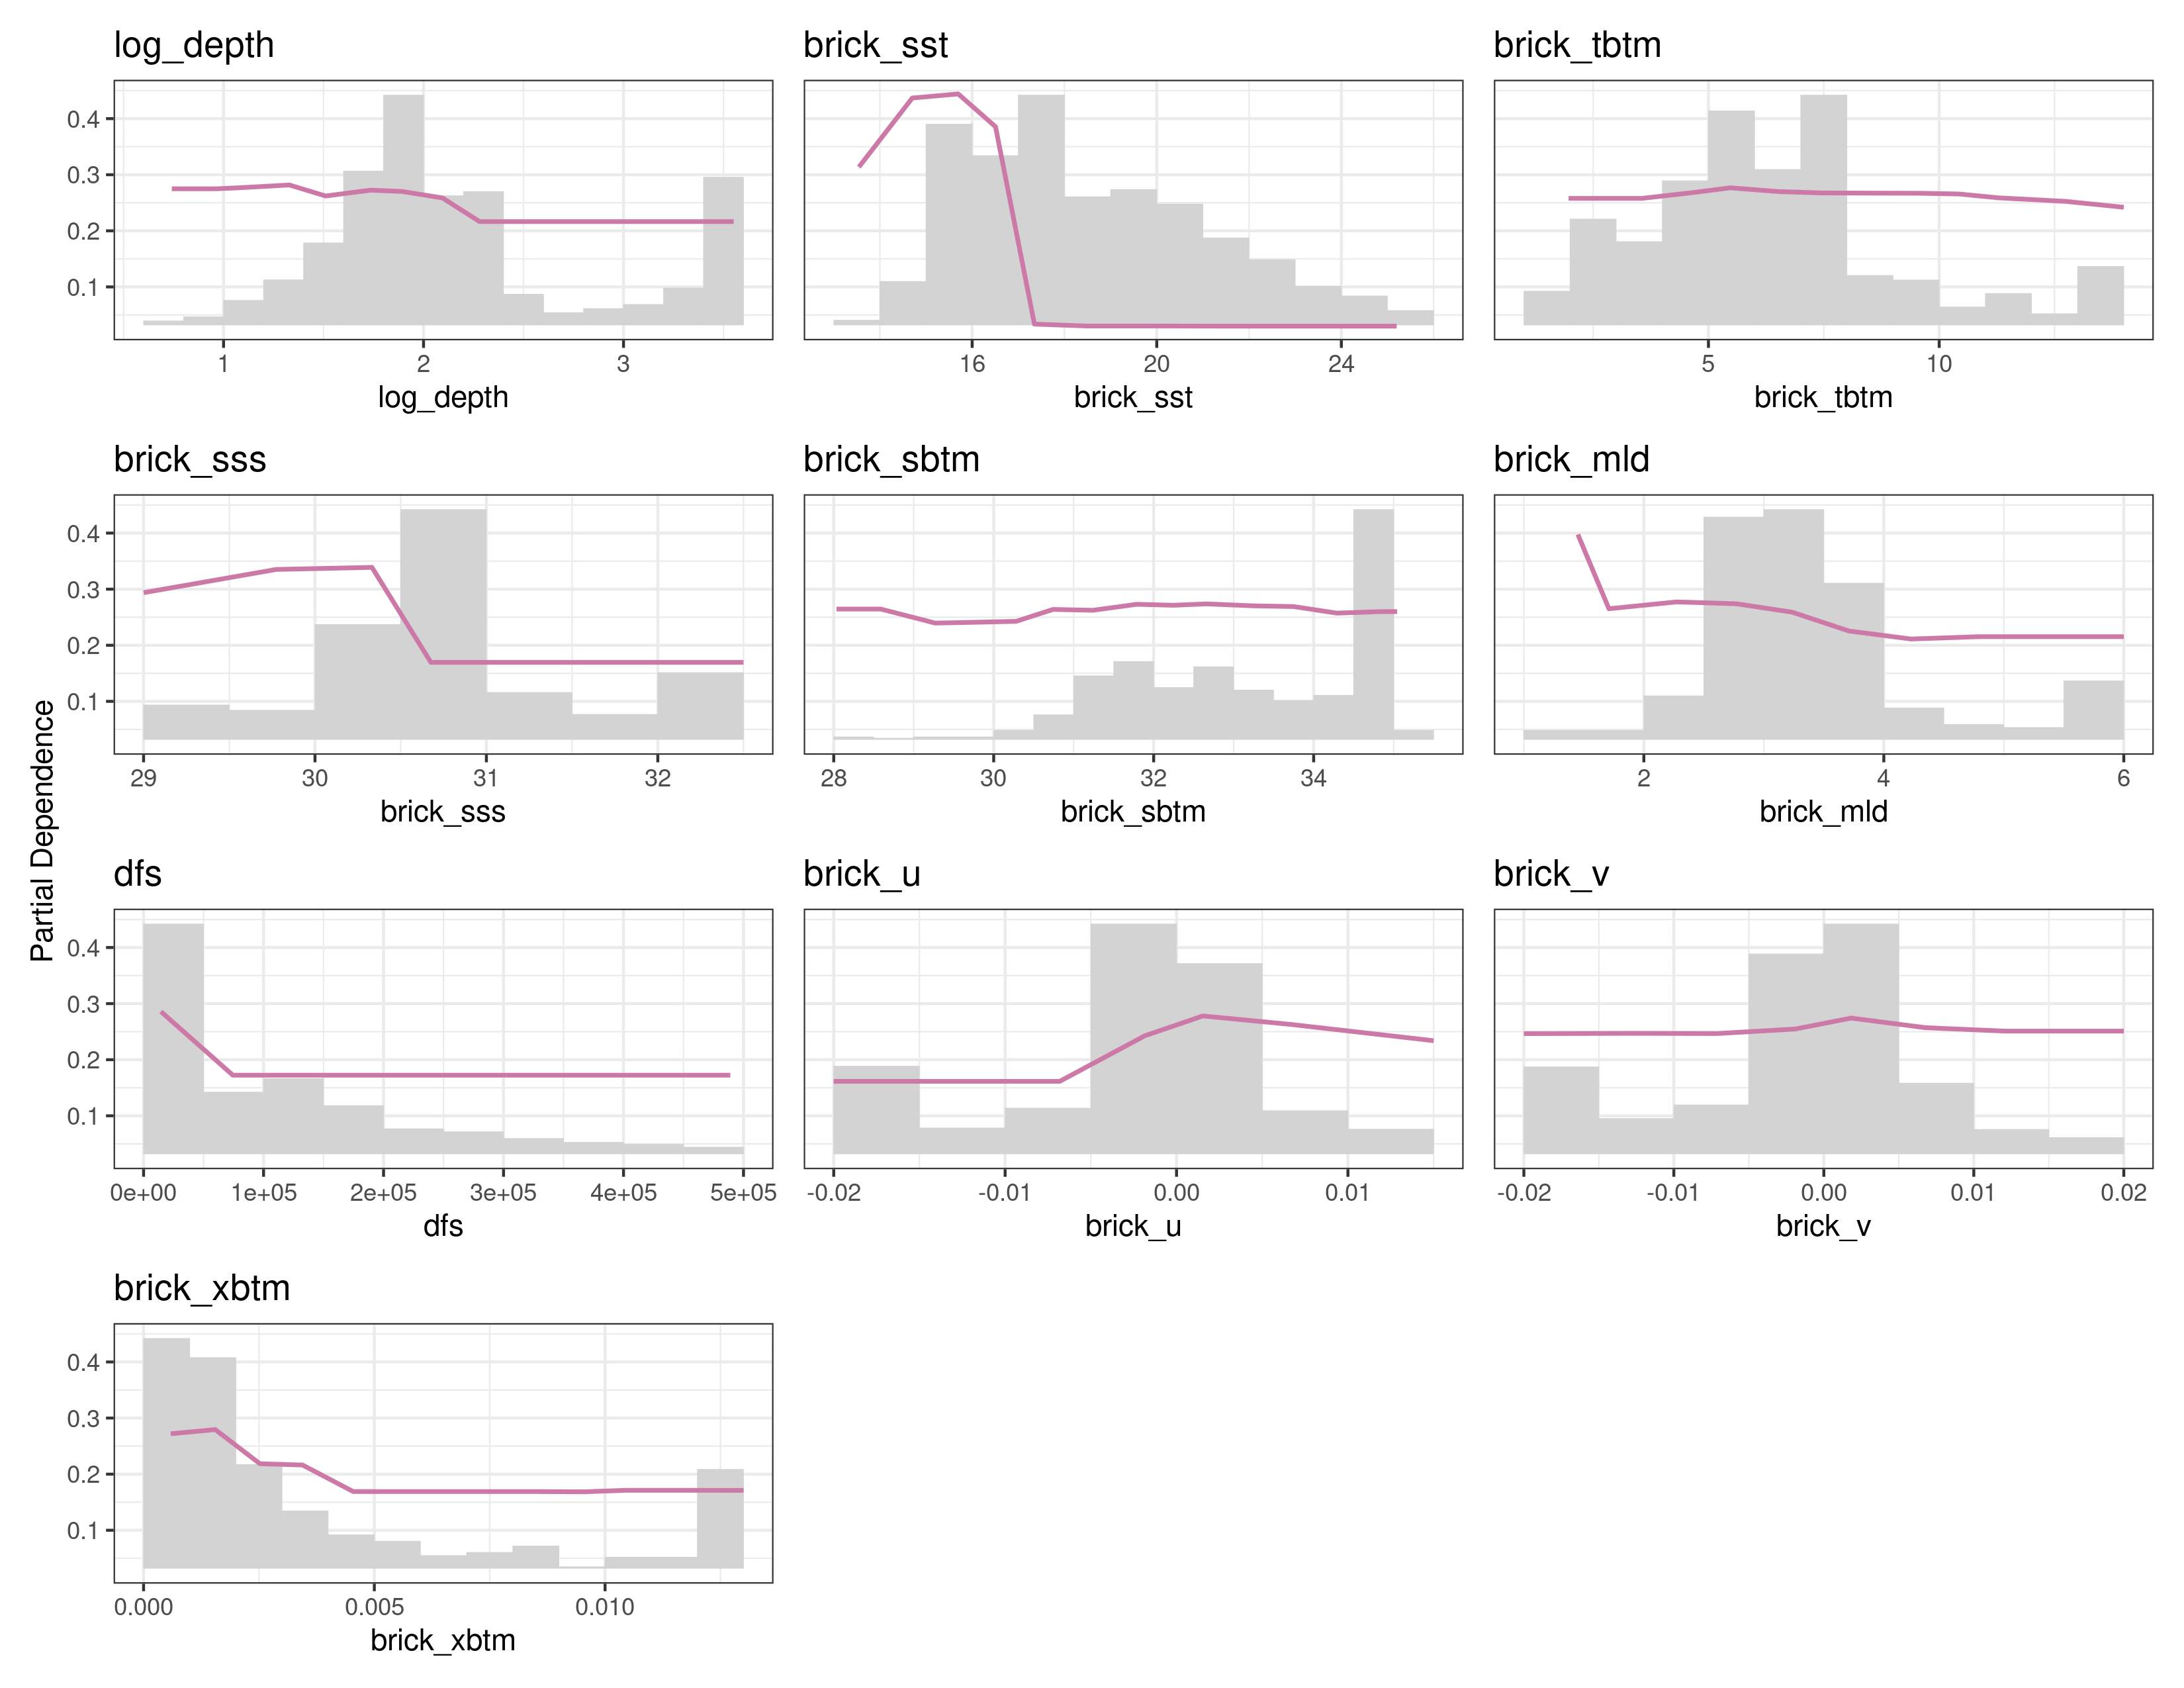 log_depth
brick_sst
brick_tbtm
0.4
0.3
0.2
0.1
1 2 3
16 20 24
5 10
log_depth
brick_sst
brick_tbtm
brick_sss
brick_sbtm
brick_mld
0.4
0.3
0.2
0.1
29 30 31 32
28 30 32 34
2 4 6
brick_sss
brick_sbtm
brick_mld
Partial Dependence
dfs
brick_u
brick_v
0.4
0.3
0.2
0.1
0e+00 1e+05 2e+05 3e+05 4e+05 5e+05
-0.02 -0.01 0.00 0.01
-0.02 -0.01 0.00 0.01 0.02
dfs
brick_u
brick_v
brick_xbtm
0.4
0.3
0.2
0.1
0.000 0.005 0.010
brick_xbtm